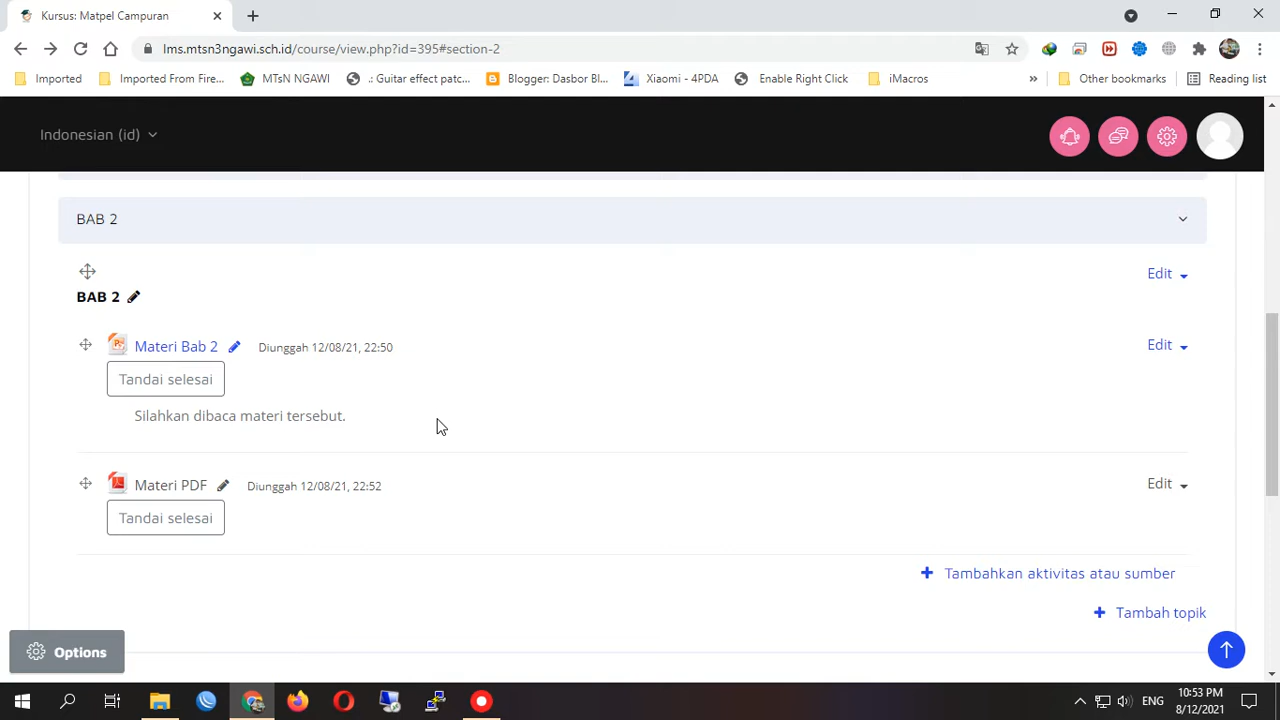 Kursus: Matpel Campuran
lms.mtsn3ngawi.sch.id/course/view.php?id=395#section-2
Imported
Imported From Fire...
MTsN NGAWI
.: Guitar effect patc...
Blogger: Dasbor Bl...
Xiaomi - 4PDA
Enable Right Click
iMacros
»
Other bookmarks
Reading list
Indonesian (id)
BAB 2
BAB 2
Edit
Materi Bab 2
Diunggah 12/08/21, 22:50
Edit
Tandai selesai
Silahkan dibaca materi tersebut.
Materi PDF
Diunggah 12/08/21, 22:52
Edit
Tandai selesai
+ Tambahkan aktivitas atau sumber
+ Tambah topik
Options
ENG
10:53 PM
8/12/2021